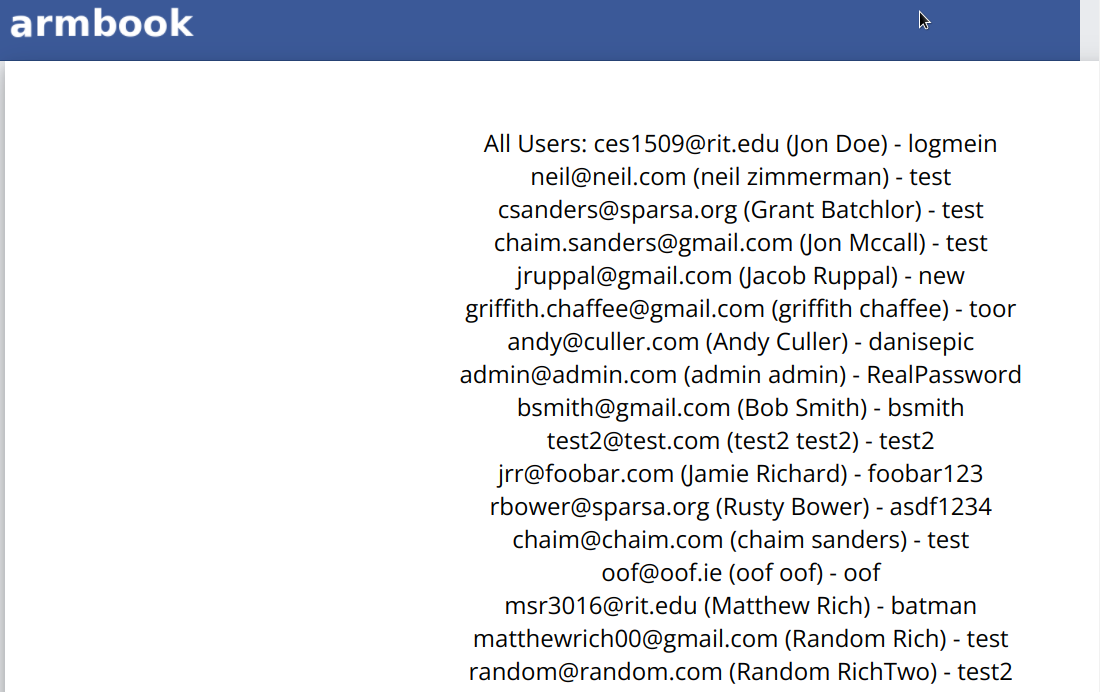 armbook
All Users: ces1509@rit.edu (Jon Doe) - logmein
neil@neil.com (neil zimmerman) - test
csanders@sparsa.org (Grant Batchlor) - test
chaim.sanders@gmail.com (Jon Mccall) - test
jruppal@gmail.com (Jacob Ruppal) - new
griffith.chaffee@gmail.com (griffith chaffee) - toor
andy@culler.com (Andy Culler) - danisepic
admin@admin.com (admin admin) - RealPassword
bsmith@gmail.com (Bob Smith) - bsmith
test2@test.com (test2 test2) - test2
jrr@foobar.com (Jamie Richard) - foobar123
rbower@sparsa.org (Rusty Bower) - asdf1234
chaim@chaim.com (chaim sanders) - test
oof@oof.ie (oof oof) - oof
msr3016@rit.edu (Matthew Rich) - batman
matthewrich00@gmail.com (Random Rich) - test
random@random.com (Random RichTwo) - test2